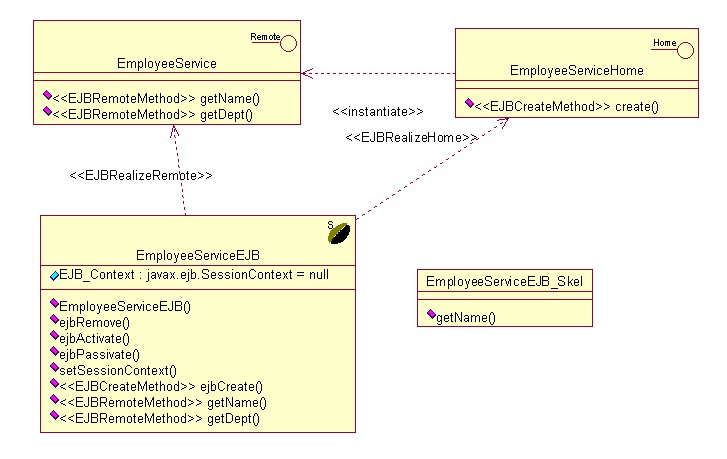 Remote
EmployeeService
<<EJBRemoteMethod>> getName()
<<EJBRemoteMethod>> getDept()
Home
EmployeeServiceHome
<<EJBCreateMethod>> create()
<<instantiate>>
<<EJBRealizeHome>>
<<EJBRealizeRemote>>
S
EmployeeServiceEJB
EJB_Context : javax.ejb.SessionContext = null
EmployeeServiceEJB()
ejbRemove()
ejbActivate()
ejbPassivate()
setSessionContext()
<<EJBCreateMethod>> ejbCreate()
<<EJBRemoteMethod>> getName()
<<EJBRemoteMethod>> getDept()
EmployeeServiceEJB_Skel
getName()